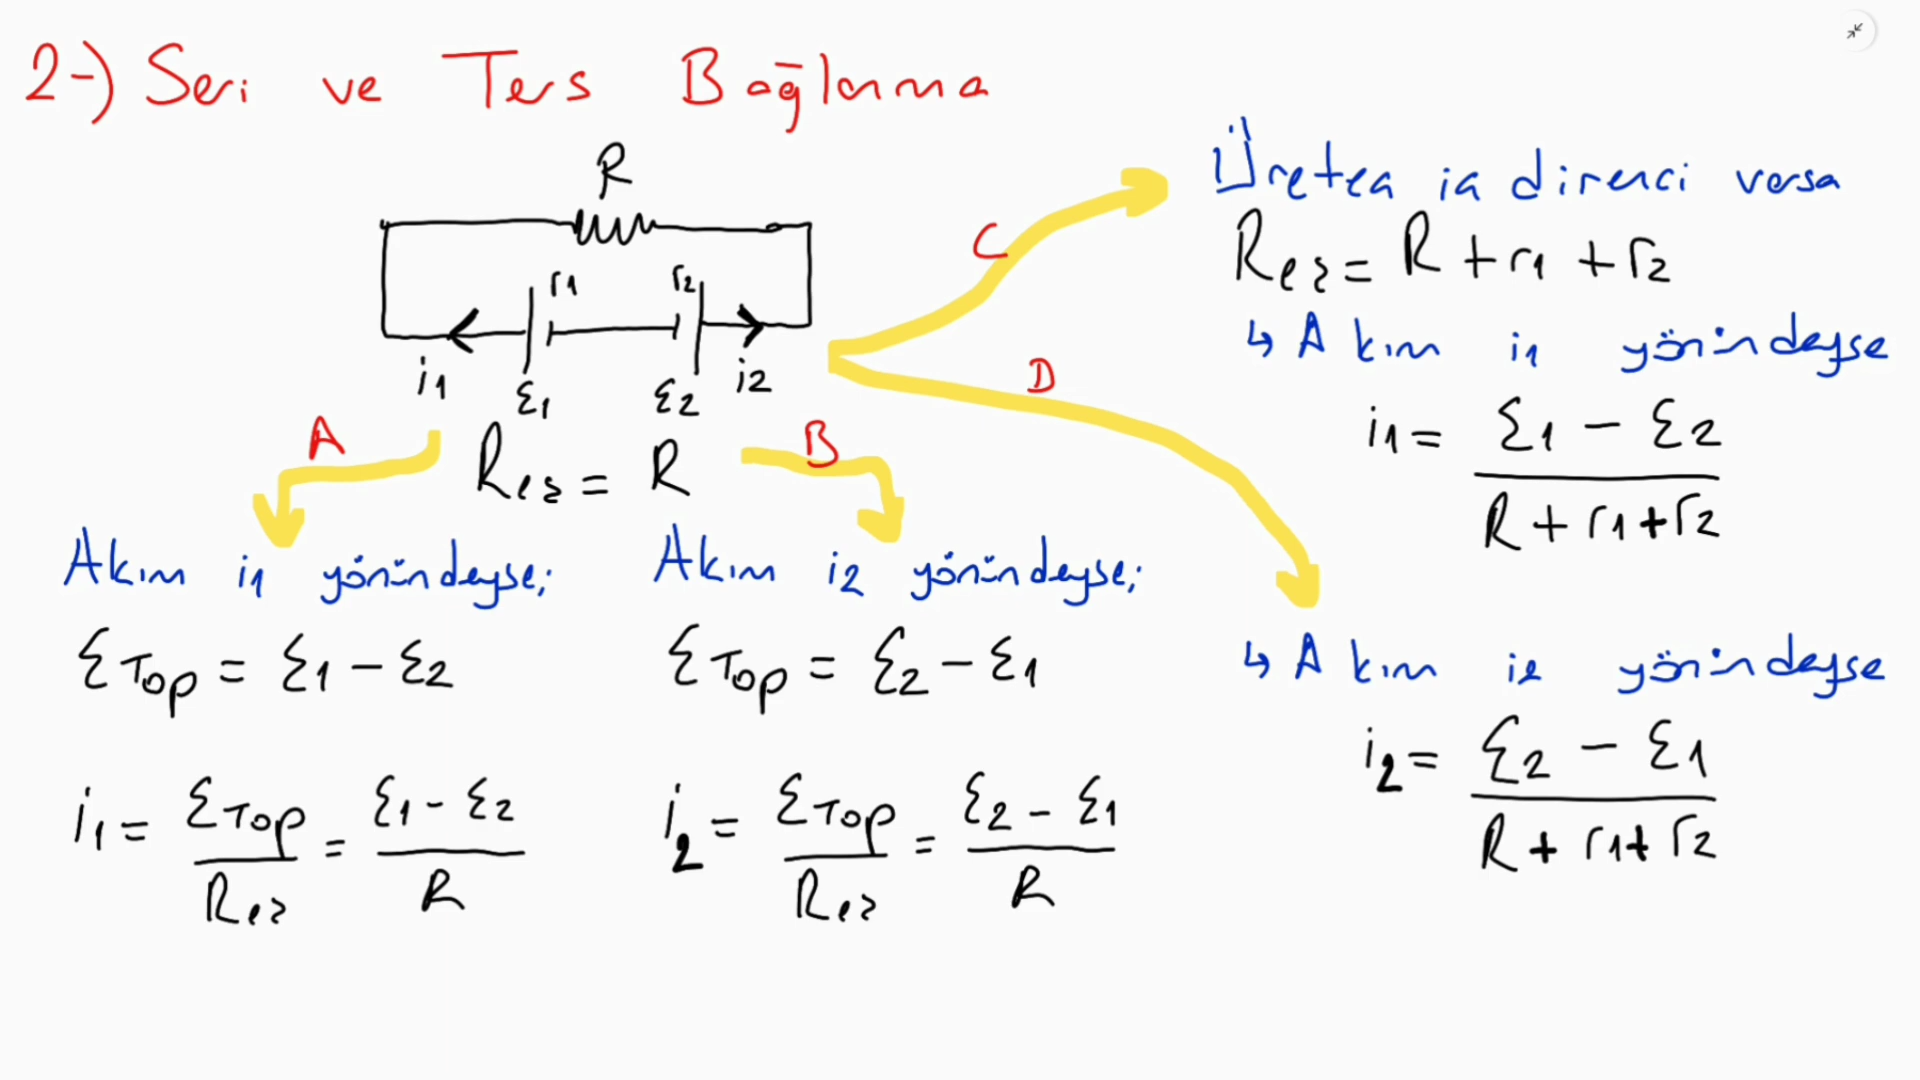 2-) Seri ve Ters Bağlanma
R
r1 r2
i1 ε1 ε2 i2
Reş = R
A
B
C
D
Akım i1 yönündeyse;
εTop = ε1 - ε2
i1 = εTop / Reş = ε1 - ε2 / R
Akım i2 yönündeyse;
εTop = ε2 - ε1
i2 = εTop / Reş = ε2 - ε1 / R
Üreteç iç direnci varsa
Reş = R + r1 + r2
↳ Akım i1 yönündeyse
i1 = ε1 - ε2 / R + r1 + r2
↳ Akım i2 yönündeyse
i2 = ε2 - ε1 / R + r1 + r2